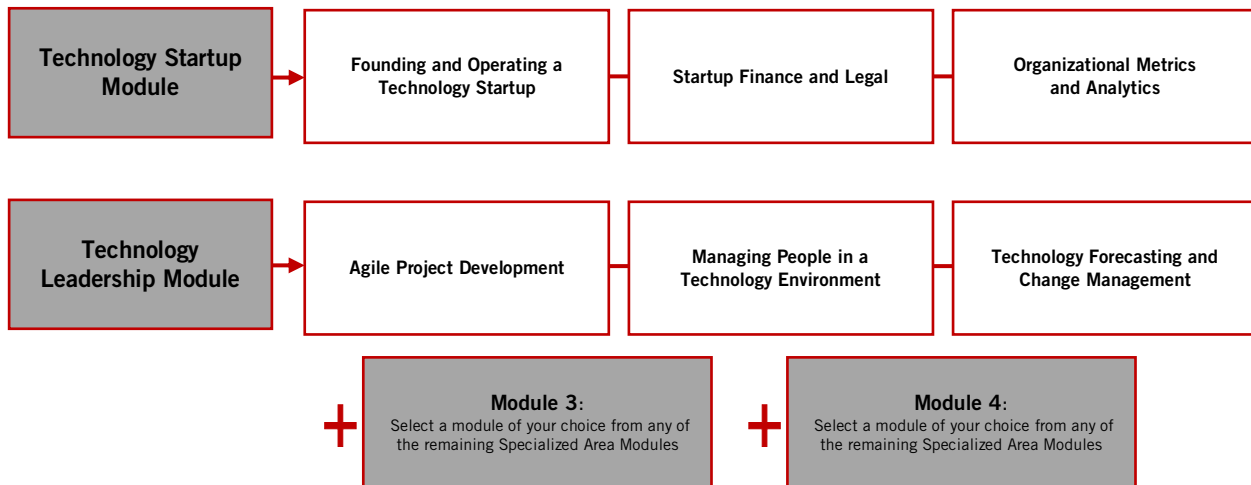 Technology Startup
Module
Founding and Operating a
Technology Startup
Startup Finance and Legal
Organizational Metrics
and Analytics
Technology
Leadership Module
Agile Project Development
Managing People in a
Technology Environment
Technology Forecasting and
Change Management
+
Module 3:
Select a module of your choice from any of
the remaining Specialized Area Modules
+
Module 4:
Select a module of your choice from any of
the remaining Specialized Area Modules